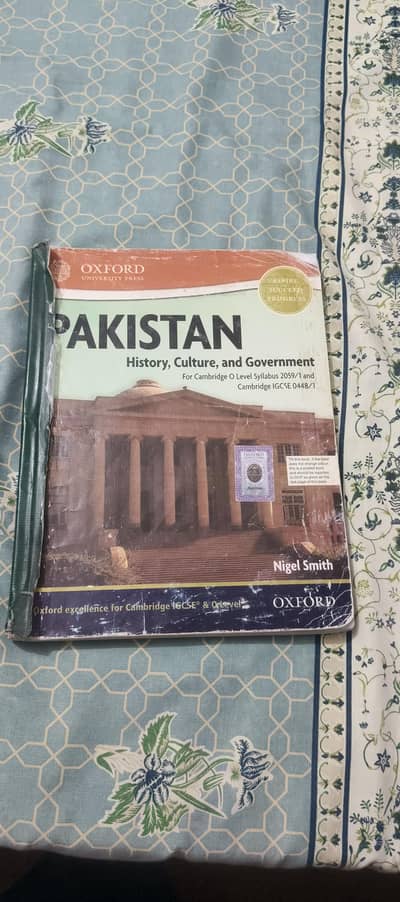 OXFORD
UNIVERSITY PRESS
PAKISTAN
History, Culture, and Government
For Cambridge O Level Syllabus 2059/1 and
Cambridge IGCSE 0448/1
Nigel Smith
Oxford excellence for Cambridge IGCSE® & O Level
OXFORD